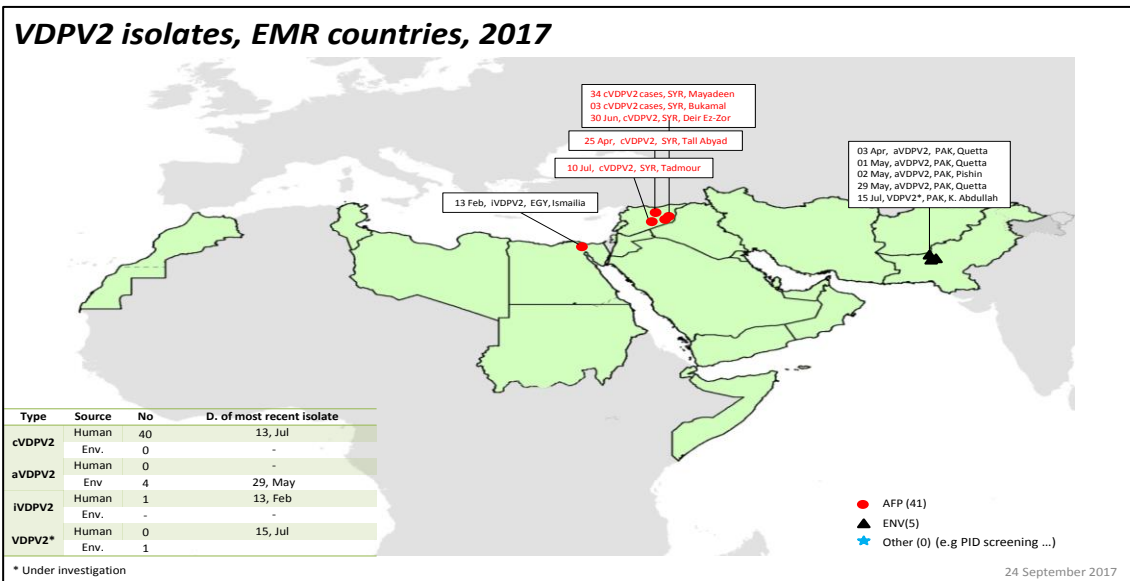 VDPV2 isolates, EMR countries, 2017
34 cVDPV2 cases, SYR, Mayadeen
03 cVDPV2 cases, SYR, Bukamal
30 Jun, cVDPV2, SYR, Deir Ez-Zor
25 Apr, cVDPV2, SYR, Tall Abyad
10 Jul, cVDPV2, SYR, Tadmour
13 Feb, iVDPV2, EGY, Ismailia
03 Apr, aVDPV2, PAK, Quetta
01 May, aVDPV2, PAK, Quetta
02 May, aVDPV2, PAK, Pishin
29 May, aVDPV2, PAK, Quetta
15 Jul, VDPV2*, PAK, K. Abdullah
Type Source No D. of most recent isolate
cVDPV2 Human 40 13, Jul
Env. 0 -
aVDPV2 Human 0 -
Env 4 29, May
iVDPV2 Human 1 13, Feb
Env. - -
VDPV2* Human 0 15, Jul
Env. 1
* Under investigation
AFP (41)
ENV(5)
Other (0) (e.g PID screening ...)
24 September 2017